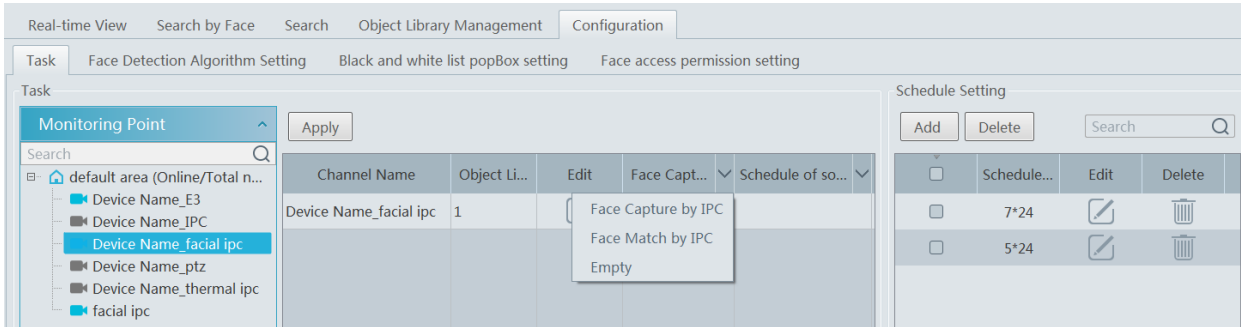 Real-time View Search by Face Search Object Library Management Configuration
Task Face Detection Algorithm Setting Black and white list popBox setting Face access permission setting
Task
Schedule Setting
Monitoring Point
Apply
Add Delete Search
Search
Channel Name Object Li... Edit Face Capt... Schedule of so...
Schedule... Edit Delete
default area (Online/Total n...
Device Name_E3
Device Name_IPC
Device Name_facial ipc
Device Name_ptz
Device Name_thermal ipc
facial ipc
Device Name_facial ipc 1
Face Capture by IPC
Face Match by IPC
Empty
7*24
5*24